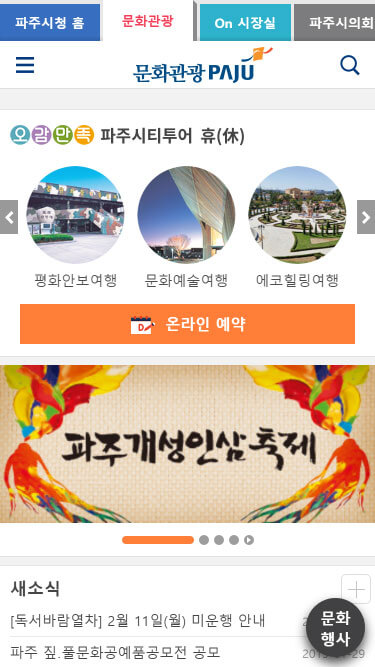 파주시청 홈 문화관광 On 시장실 파주시의회
문화관광 PAJU
오감만족 파주시티투어 휴(休)
평화안보여행 문화예술여행 에코힐링여행
온라인 예약
파주개성인삼축제
새소식
[독서바람열차] 2월 11일(월) 미운행 안내
문화
행사
파주 짚.풀문화공예품공모전 공모